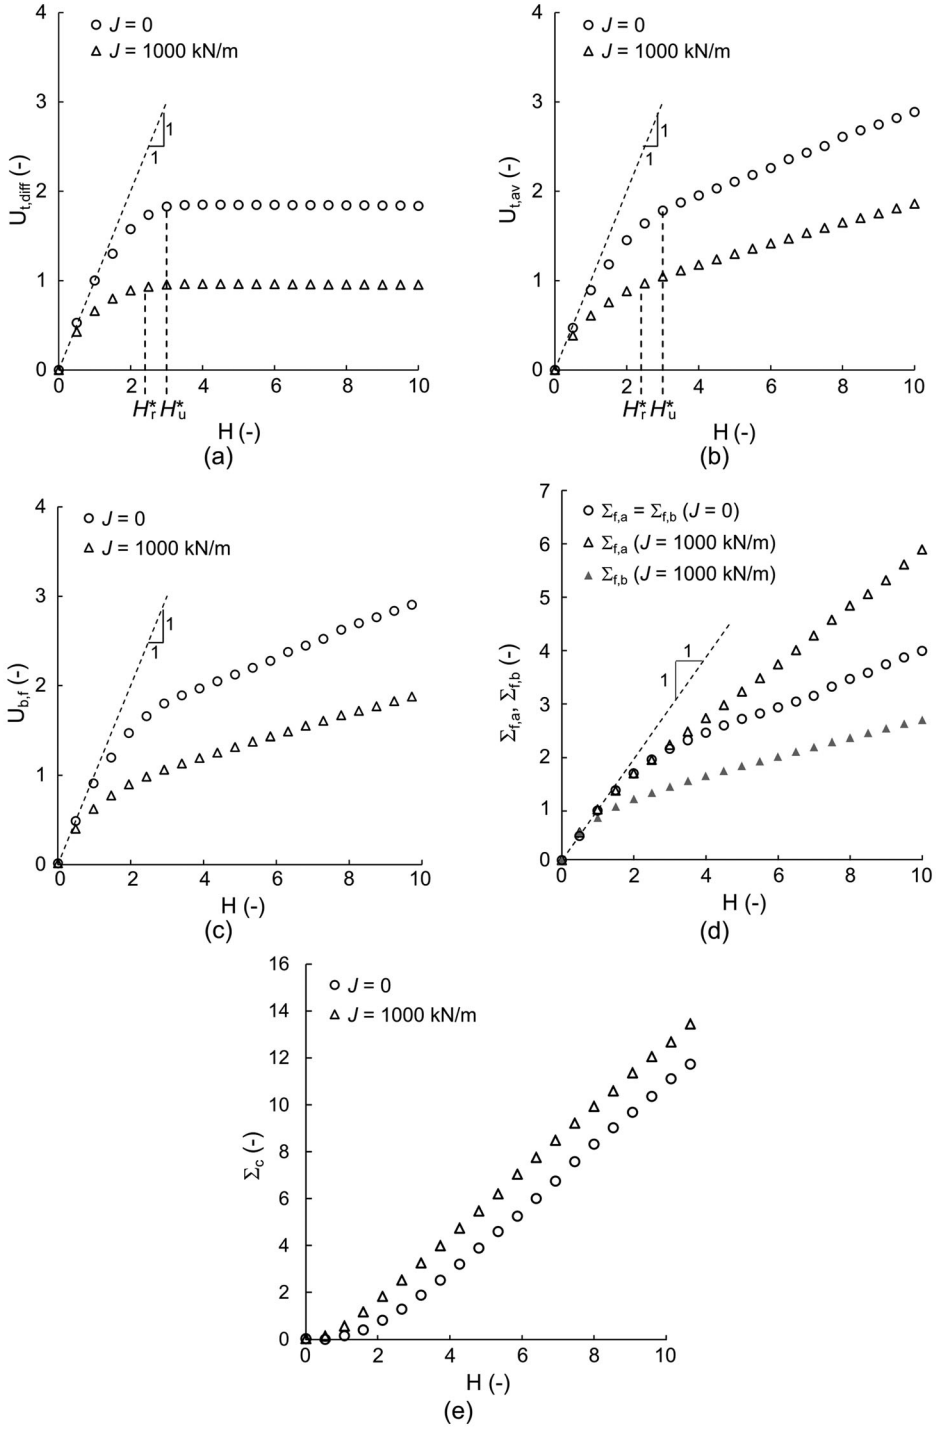 4
3
2
1
0
U_t,diff (-)
J = 0
J = 1000 kN/m
1
1
0
2
4
6
8
10
H*_r H*_u
H (-)
(a)
4
3
2
1
0
U_t,av (-)
J = 0
J = 1000 kN/m
1
1
0
2
4
6
8
10
H*_r H*_u
H (-)
(b)
4
3
2
1
0
U_b,f (-)
J = 0
J = 1000 kN/m
1
1
0
2
4
6
8
10
H (-)
(c)
7
6
5
4
3
2
1
0
Σ_f,a, Σ_f,b (-)
Σ_f,a = Σ_f,b (J = 0)
Σ_f,a (J = 1000 kN/m)
Σ_f,b (J = 1000 kN/m)
1
1
0
2
4
6
8
10
H (-)
(d)
16
14
12
10
8
6
4
2
0
Σ_c (-)
J = 0
J = 1000 kN/m
0
2
4
6
8
10
H (-)
(e)